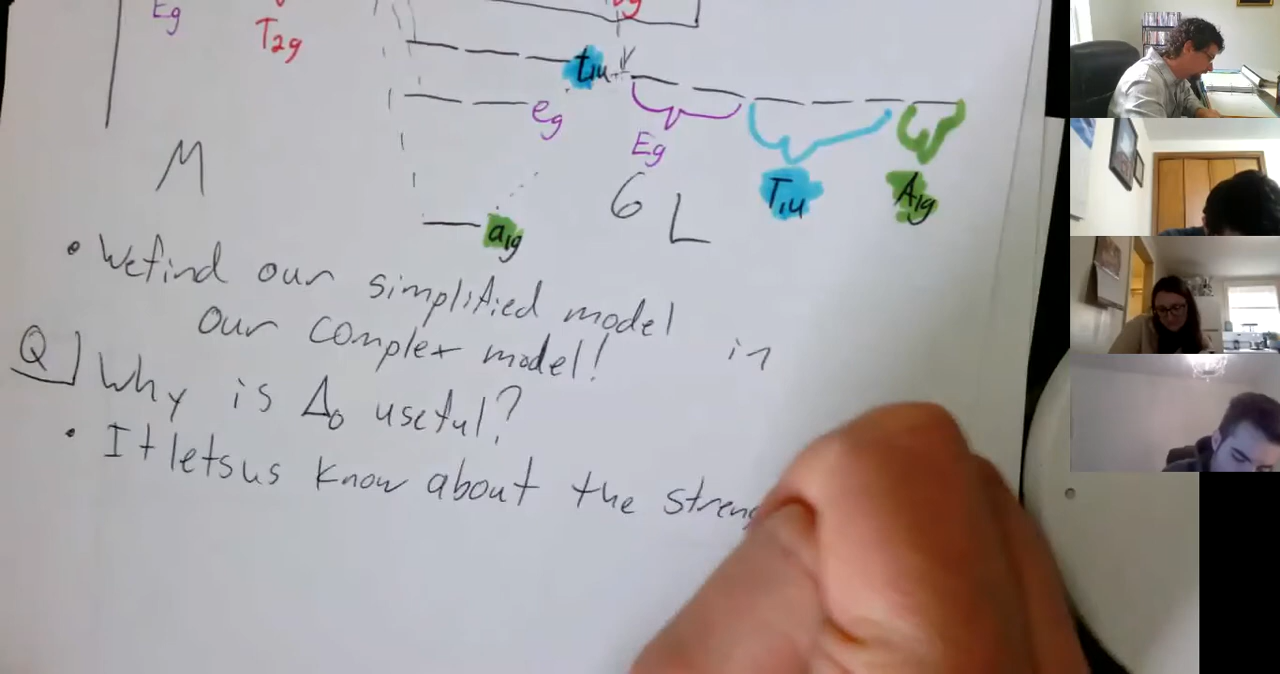 Eg
T2g
t1u
eg
Eg
T1u
A1g
M
6 L
a1g
• We find our simplified model in
our complex model!
Q] Why is Δo useful?
• It lets us know about the